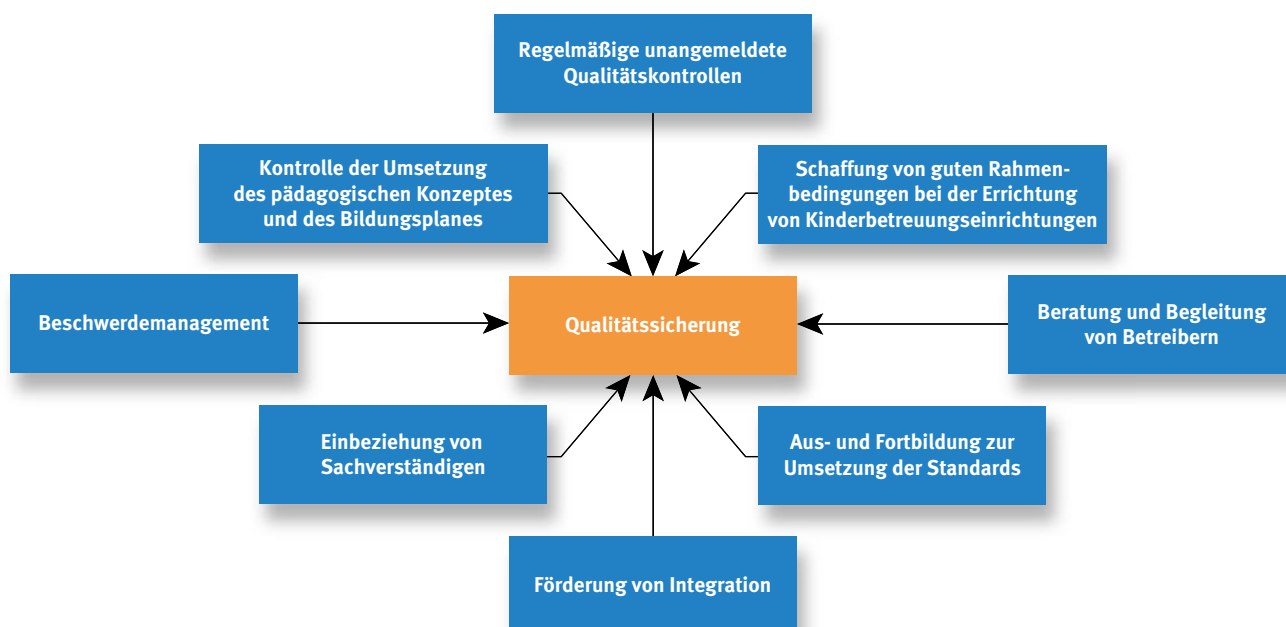 Regelmäßige unangemeldete
Qualitätskontrollen
Kontrolle der Umsetzung
des pädagogischen Konzeptes
und des Bildungsplanes
Schaffung von guten Rahmen-
bedingungen bei der Errichtung
von Kinderbetreuungseinrichtungen
Beschwerdemanagement
Qualitätssicherung
Beratung und Begleitung
von Betreibern
Einbeziehung von
Sachverständigen
Aus- und Fortbildung zur
Umsetzung der Standards
Förderung von Integration